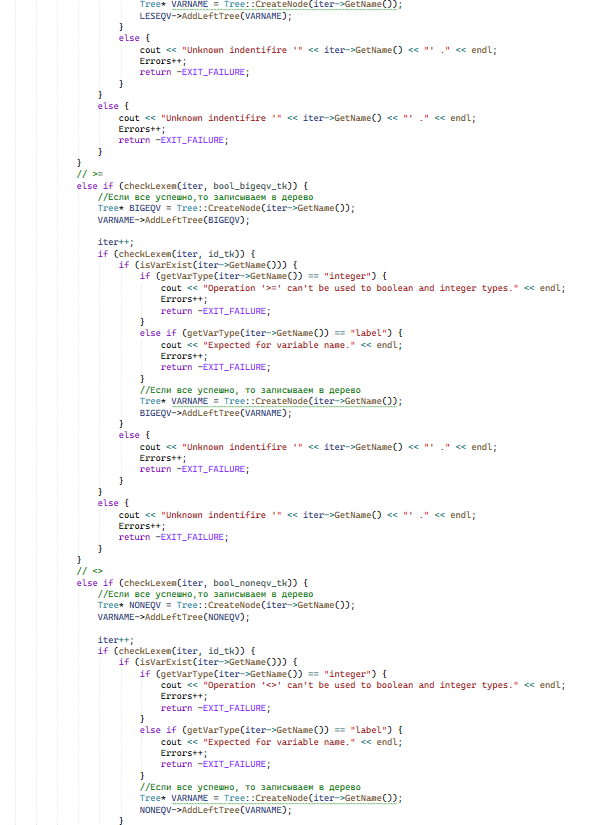 Tree* VARNAME = Tree::CreateNode(iter->GetName());
LESEQV->AddLeftTree(VARNAME);
}
else {
cout << "Unknown indentifire '" << iter->GetName() << "' ." << endl;
Errors++;
return -EXIT_FAILURE;
}
}
else {
cout << "Unknown indentifire '" << iter->GetName() << "' ." << endl;
Errors++;
return -EXIT_FAILURE;
}
}
// >=
else if (checkLexem(iter, bool_bigeqv_tk)) {
//Если все успешно,то записываем в дерево
Tree* BIGEQV = Tree::CreateNode(iter->GetName());
VARNAME->AddLeftTree(BIGEQV);
iter++;
if (checkLexem(iter, id_tk)) {
if (isVarExist(iter->GetName())) {
if (getVarType(iter->GetName()) == "integer") {
cout << "Operation '>=' can't be used to boolean and integer types." << endl;
Errors++;
return -EXIT_FAILURE;
}
else if (getVarType(iter->GetName()) == "label") {
cout << "Expected for variable name." << endl;
Errors++;
return -EXIT_FAILURE;
}
//Если все успешно, то записываем в дерево
Tree* VARNAME = Tree::CreateNode(iter->GetName());
BIGEQV->AddLeftTree(VARNAME);
}
else {
cout << "Unknown indentifire '" << iter->GetName() << "' ." << endl;
Errors++;
return -EXIT_FAILURE;
}
}
else {
cout << "Unknown indentifire '" << iter->GetName() << "' ." << endl;
Errors++;
return -EXIT_FAILURE;
}
}
// <>
else if (checkLexem(iter, bool_noneqv_tk)) {
//Если все успешно,то записываем в дерево
Tree* NONEQV = Tree::CreateNode(iter->GetName());
VARNAME->AddLeftTree(NONEQV);
iter++;
if (checkLexem(iter, id_tk)) {
if (isVarExist(iter->GetName())) {
if (getVarType(iter->GetName()) == "integer") {
cout << "Operation '<>' can't be used to boolean and integer types." << endl;
Errors++;
return -EXIT_FAILURE;
}
else if (getVarType(iter->GetName()) == "label") {
cout << "Expected for variable name." << endl;
Errors++;
return -EXIT_FAILURE;
}
//Если все успешно, то записываем в дерево
Tree* VARNAME = Tree::CreateNode(iter->GetName());
NONEQV->AddLeftTree(VARNAME);
}